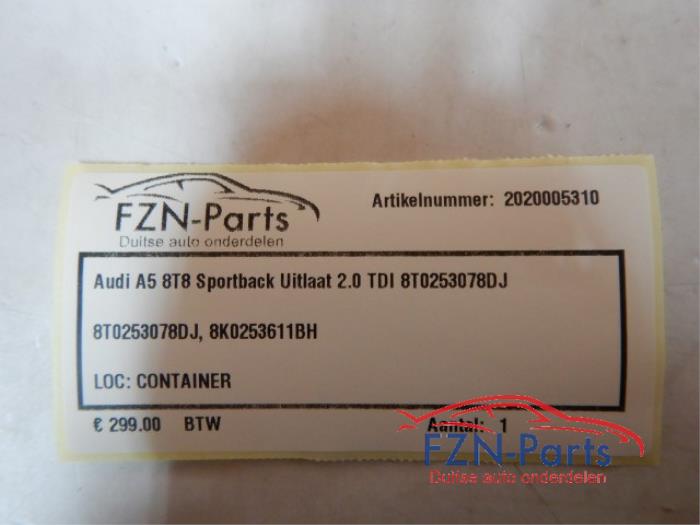 FZN-Parts
Duitse auto onderdelen
Artikelnummer: 2020005310
Audi A5 8T8 Sportback Uitlaat 2.0 TDI 8T0253078DJ
8T0253078DJ, 8K0253611BH
LOC: CONTAINER
€ 299.00 BTW
Aantal: 1
FZN-Parts
Duitse auto onderdelen